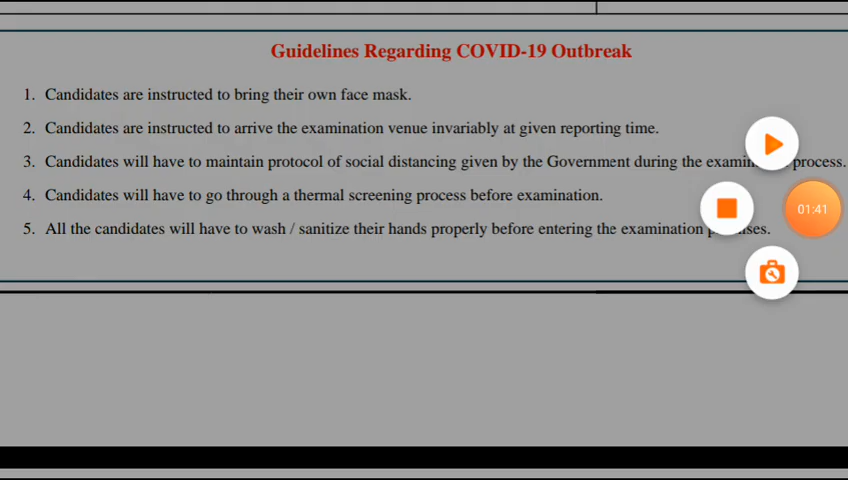 Guidelines Regarding COVID-19 Outbreak
1. Candidates are instructed to bring their own face mask.
2. Candidates are instructed to arrive the examination venue invariably at given reporting time.
3. Candidates will have to maintain protocol of social distancing given by the Government during the process.
4. Candidates will have to go through a thermal screening process before examination.
5. All the candidates will have to wash / sanitize their hands properly before entering the examination
01:41